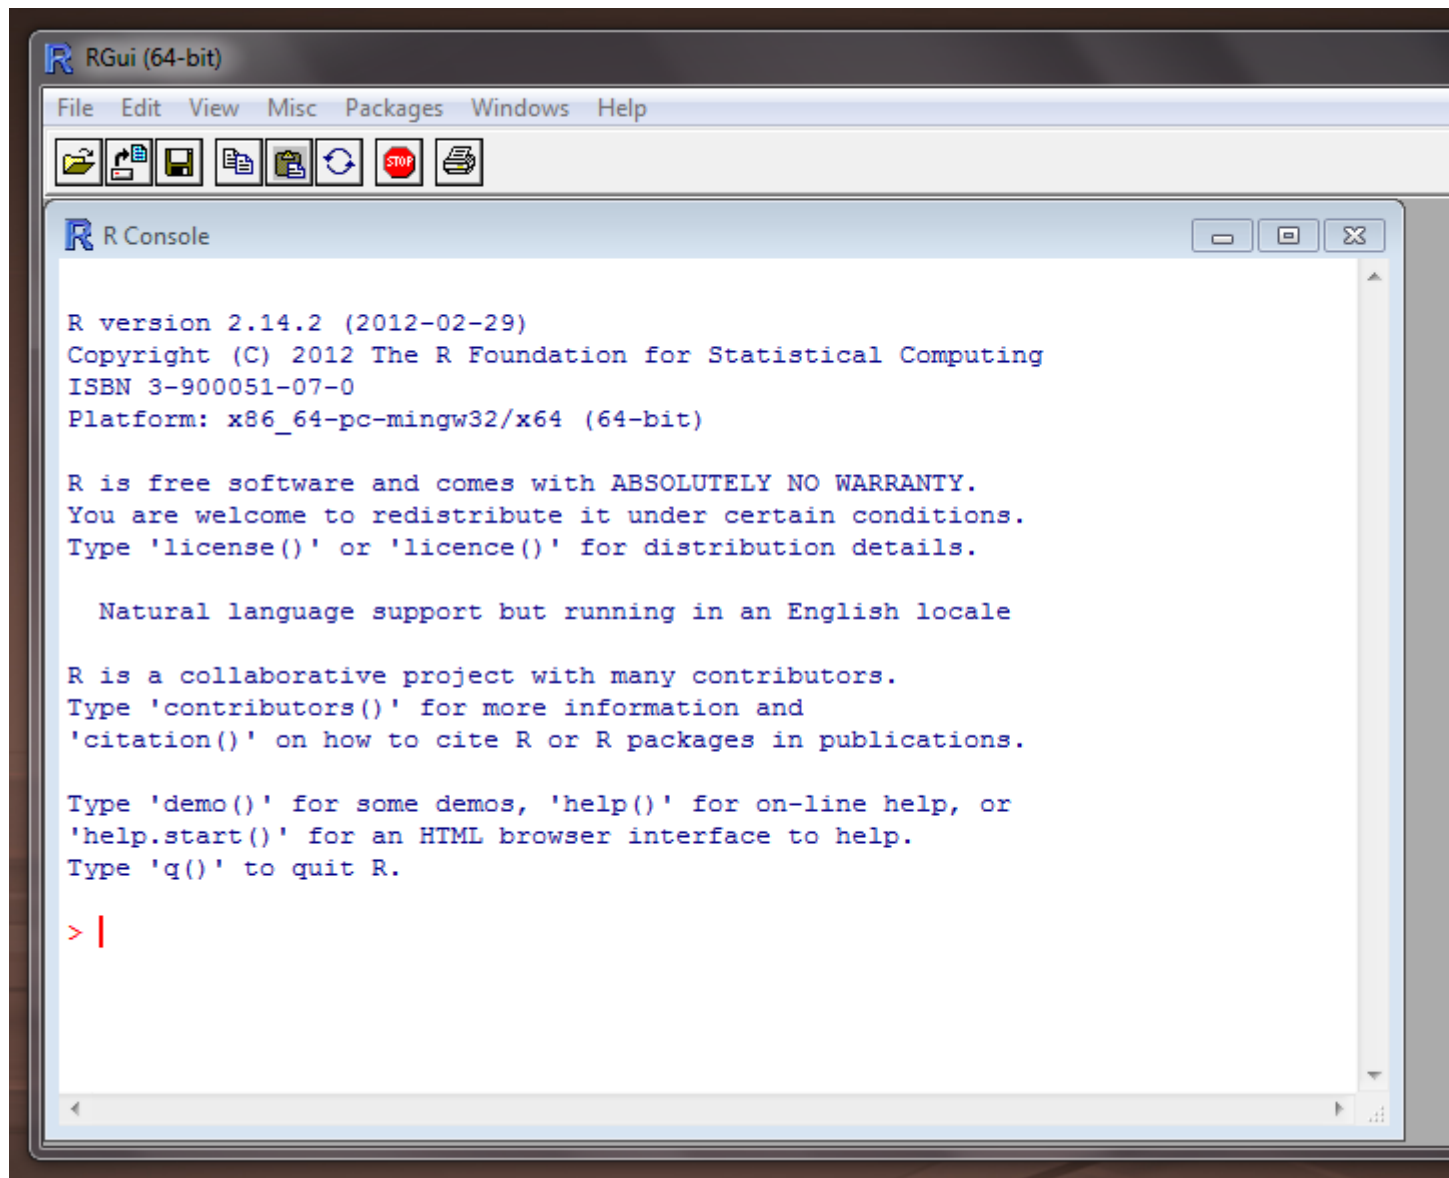 RGui (64-bit)
File Edit View Misc Packages Windows Help
STOP
R Console
R version 2.14.2 (2012-02-29)
Copyright (C) 2012 The R Foundation for Statistical Computing
ISBN 3-900051-07-0
Platform: x86_64-pc-mingw32/x64 (64-bit)
R is free software and comes with ABSOLUTELY NO WARRANTY.
You are welcome to redistribute it under certain conditions.
Type 'license()' or 'licence()' for distribution details.
Natural language support but running in an English locale
R is a collaborative project with many contributors.
Type 'contributors()' for more information and
'citation()' on how to cite R or R packages in publications.
Type 'demo()' for some demos, 'help()' for on-line help, or
'help.start()' for an HTML browser interface to help.
Type 'q()' to quit R.
>